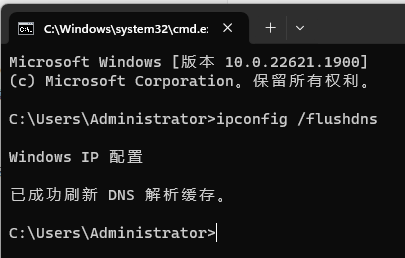 C:\Windows\system32\cmd.e
Microsoft Windows [版本 10.0.22621.1900]
(c) Microsoft Corporation。保留所有权利。
C:\Users\Administrator>ipconfig /flushdns
Windows IP 配置
已成功刷新 DNS 解析缓存。
C:\Users\Administrator>